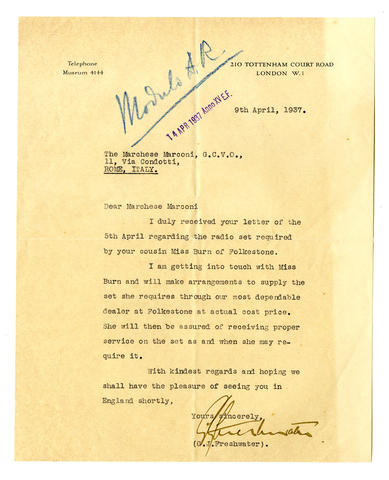 Telephone
Museum 4144
210 TOTTENHAM COURT ROAD
LONDON W.1
Modulo A.R.
14 APR 1937 ANNO XV E.F.
9th April, 1937.
The Marchese Marconi, G.C.V.O.,
11, Via Condotti,
ROME, ITALY.
Dear Marchese Marconi
I duly received your letter of the
5th April regarding the radio set required
by your cousin Miss Burn of Folkestone.
I am getting into touch with Miss
Burn and will make arrangements to supply the
set she requires through our most dependable
dealer at Folkestone at actual cost price.
She will then be assured of receiving proper
service on the set as and when she may re-
quire it.
With kindest regards and hoping we
shall have the pleasure of seeing you in
England shortly,
Yours sincerely,
G J Freshwater
(G.J.Freshwater).